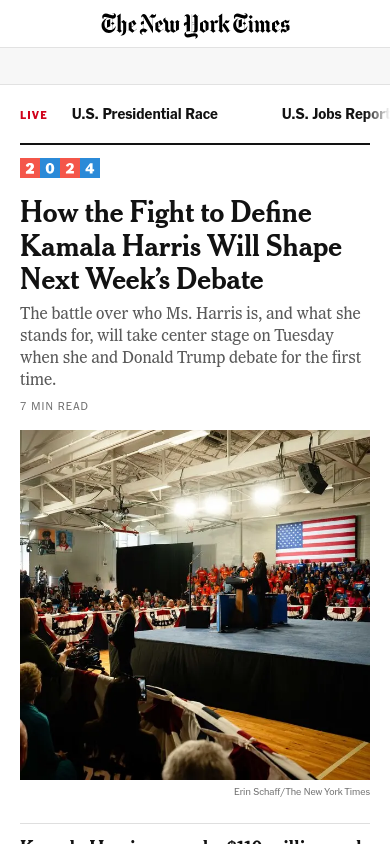 The New York Times
LIVE U.S. Presidential Race U.S. Jobs Report
2024
How the Fight to Define
Kamala Harris Will Shape
Next Week’s Debate
The battle over who Ms. Harris is, and what she
stands for, will take center stage on Tuesday
when she and Donald Trump debate for the first
time.
7 MIN READ
Erin Schaff/The New York Times